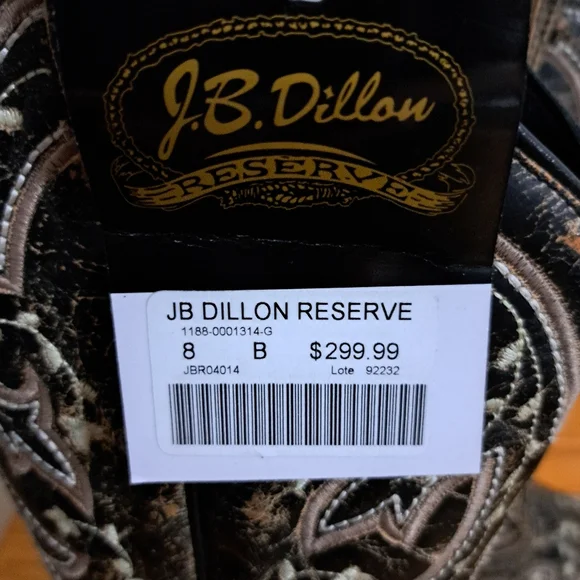 J.B. Dillon
RESERVE
JB DILLON RESERVE
1188-0001314-G
8 B $299.99
JBR04014 Lote 92232